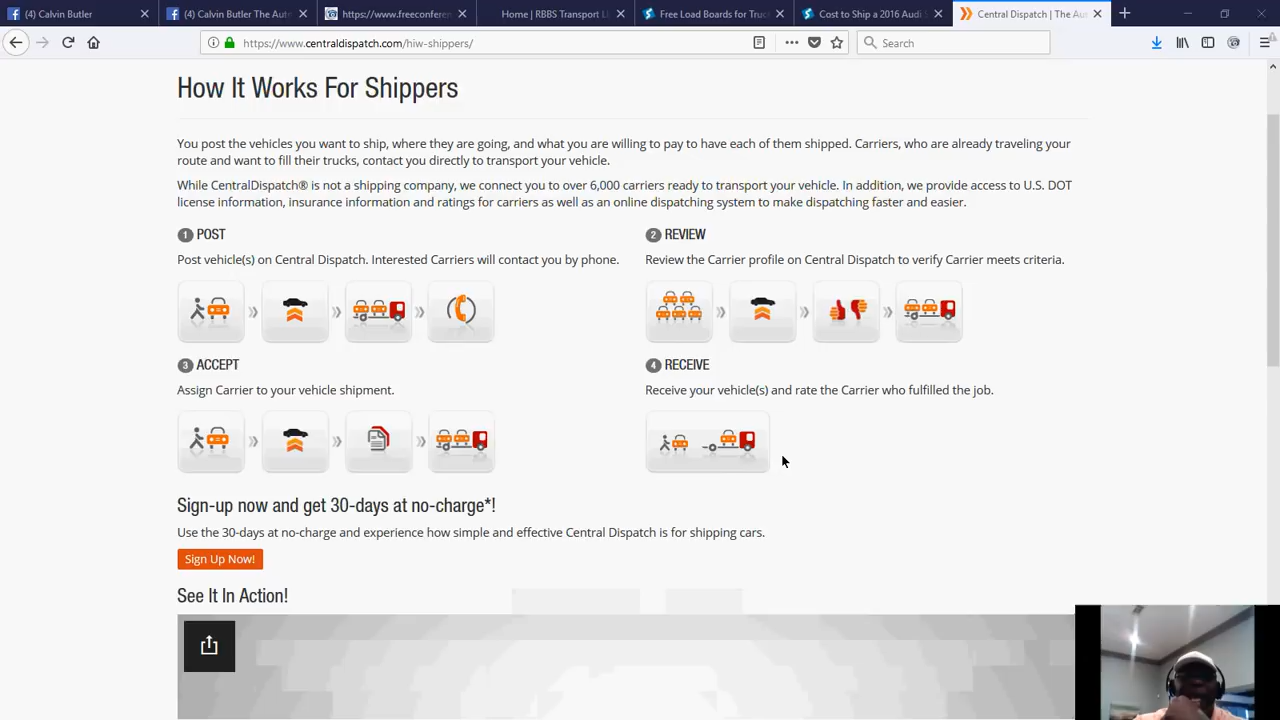 (4) Calvin Butler
(4) Calvin Butler The Aut
https://www.freeconfere
Home | RBBS Transport L
Free Load Boards for Truc
Cost to Ship a 2016 Audi
Central Dispatch | The Au
https://www.centraldispatch.com/hiw-shippers/
Search
How It Works For Shippers
You post the vehicles you want to ship, where they are going, and what you are willing to pay to have each of them shipped. Carriers, who are already traveling your
route and want to fill their trucks, contact you directly to transport your vehicle.
While CentralDispatch® is not a shipping company, we connect you to over 6,000 carriers ready to transport your vehicle. In addition, we provide access to U.S. DOT
license information, insurance information and ratings for carriers as well as an online dispatching system to make dispatching faster and easier.
1 POST
Post vehicle(s) on Central Dispatch. Interested Carriers will contact you by phone.
2 REVIEW
Review the Carrier profile on Central Dispatch to verify Carrier meets criteria.
3 ACCEPT
Assign Carrier to your vehicle shipment.
4 RECEIVE
Receive your vehicle(s) and rate the Carrier who fulfilled the job.
Sign-up now and get 30-days at no-charge*!
Use the 30-days at no-charge and experience how simple and effective Central Dispatch is for shipping cars.
Sign Up Now!
See It In Action!